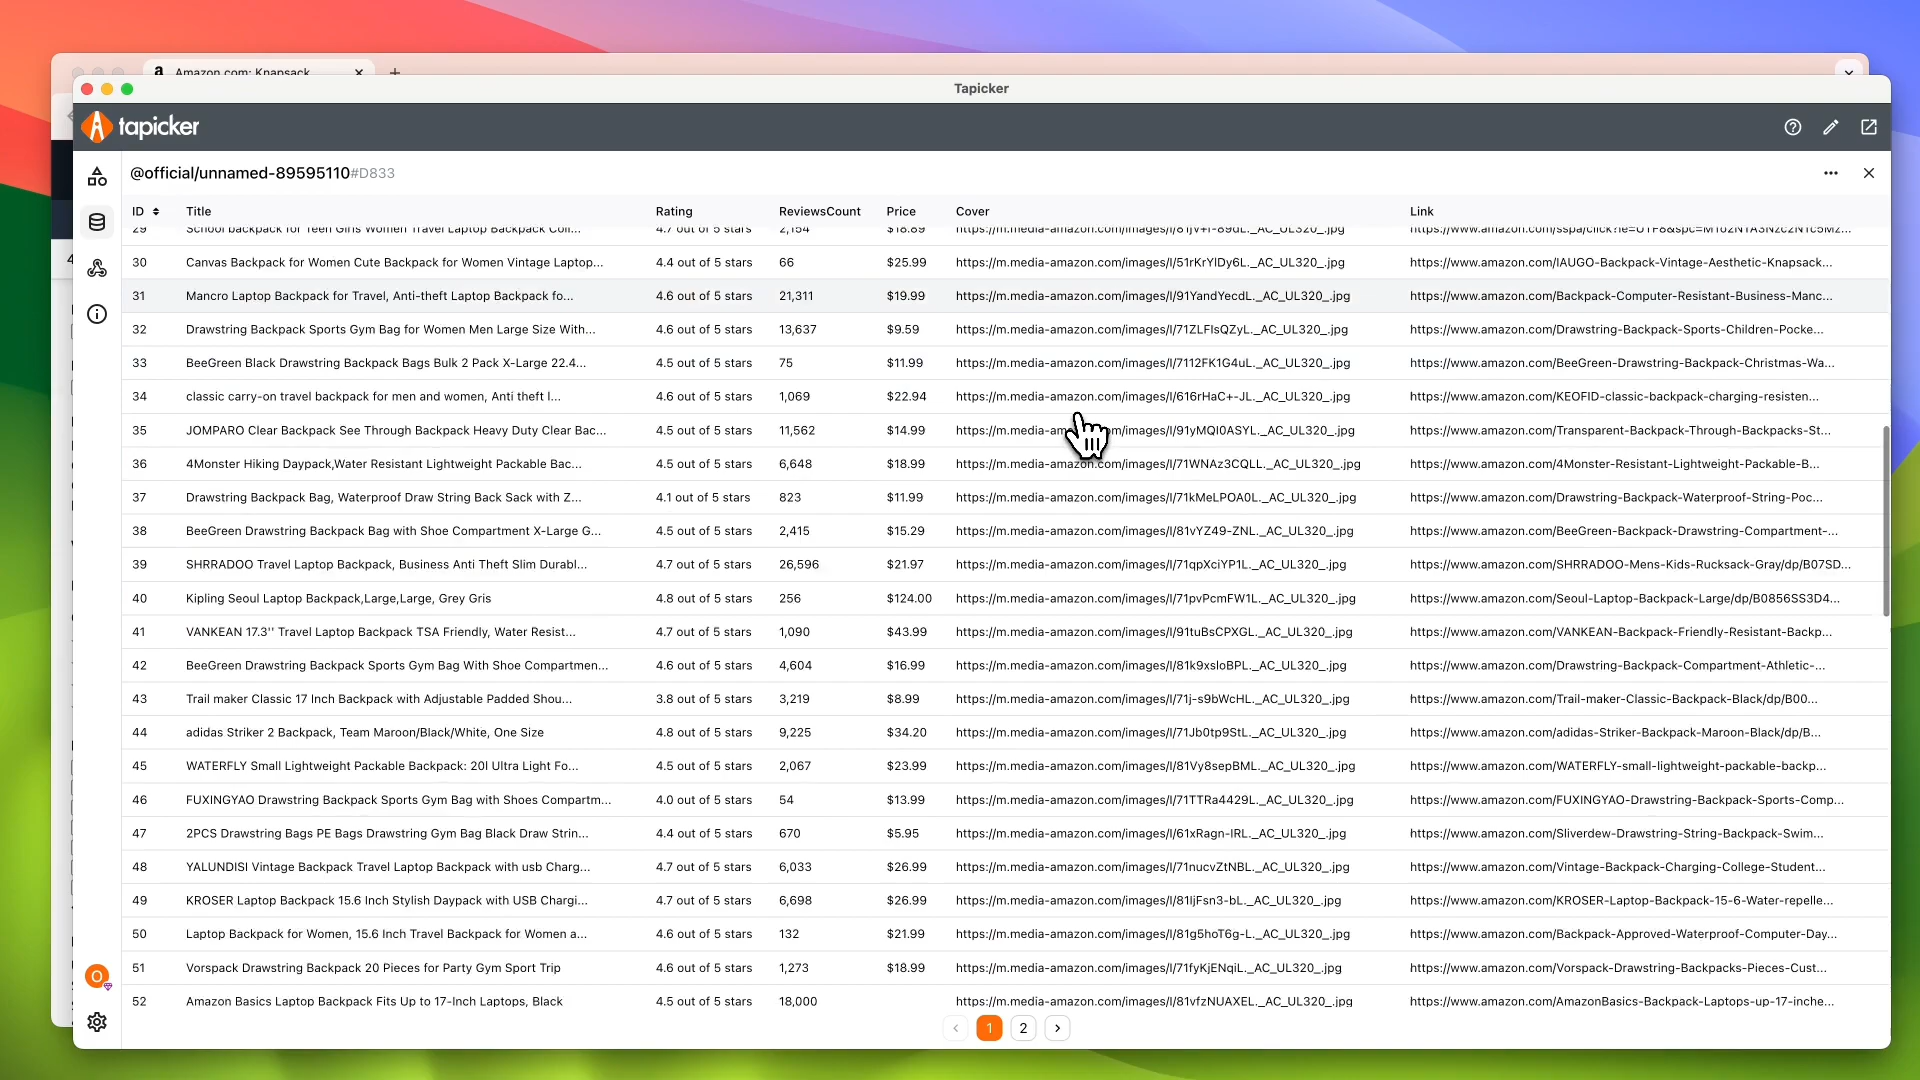 Amazon.com: Knapsack
Tapicker
tapicker
@official/unnamed-89595110#D833
ID Title Rating ReviewsCount Price Cover Link
29 School backpack for Teen Girls Women Travel Laptop Backpack Coll... 4.7 out of 5 stars 2,154 $18.89
30 Canvas Backpack for Women Cute Backpack for Women Vintage Laptop... 4.4 out of 5 stars 66 $25.99 https://m.media-amazon.com/images/I/51rKrYIDy6L._AC_UL320_.jpg https://www.amazon.com/IAUGO-Backpack-Vintage-Aesthetic-Knapsack...
31 Mancro Laptop Backpack for Travel, Anti-theft Laptop Backpack fo... 4.6 out of 5 stars 21,311 $19.99 https://m.media-amazon.com/images/I/91YandYecdL._AC_UL320_.jpg https://www.amazon.com/Backpack-Computer-Resistant-Business-Manc...
32 Drawstring Backpack Sports Gym Bag for Women Men Large Size With... 4.6 out of 5 stars 13,637 $9.59 https://m.media-amazon.com/images/I/71ZLFIsQZyL._AC_UL320_.jpg https://www.amazon.com/Drawstring-Backpack-Sports-Children-Pocke...
33 BeeGreen Black Drawstring Backpack Bags Bulk 2 Pack X-Large 22.4... 4.5 out of 5 stars 75 $11.99 https://m.media-amazon.com/images/I/7112FK1G4uL._AC_UL320_.jpg https://www.amazon.com/BeeGreen-Drawstring-Backpack-Christmas-Wa...
34 classic carry-on travel backpack for men and women, Anti theft l... 4.6 out of 5 stars 1,069 $22.94 https://m.media-amazon.com/images/I/616rHaC+-JL._AC_UL320_.jpg https://www.amazon.com/KEOFID-classic-backpack-charging-resisten...
35 JOMPARO Clear Backpack See Through Backpack Heavy Duty Clear Bac... 4.5 out of 5 stars 11,562 $14.99 https://m.media-am m/images/I/91yMQI0ASYL._AC_UL320_.jpg https://www.amazon.com/Transparent-Backpack-Through-Backpacks-St...
36 4Monster Hiking Daypack,Water Resistant Lightweight Packable Bac... 4.5 out of 5 stars 6,648 $18.99 https://m.media-amazon.com/images/I/71WNAz3CQLL._AC_UL320_.jpg https://www.amazon.com/4Monster-Resistant-Lightweight-Packable-B...
37 Drawstring Backpack Bag, Waterproof Draw String Back Sack with Z... 4.1 out of 5 stars 823 $11.99 https://m.media-amazon.com/images/I/71kMeLPOA0L._AC_UL320_.jpg https://www.amazon.com/Drawstring-Backpack-Waterproof-String-Poc...
38 BeeGreen Drawstring Backpack Bag with Shoe Compartment X-Large G... 4.5 out of 5 stars 2,415 $15.29 https://m.media-amazon.com/images/I/81vYZ49-ZNL._AC_UL320_.jpg https://www.amazon.com/BeeGreen-Backpack-Drawstring-Compartment-...
39 SHRRADOO Travel Laptop Backpack, Business Anti Theft Slim Durabl... 4.7 out of 5 stars 26,596 $21.97 https://m.media-amazon.com/images/I/71qpXciYP1L._AC_UL320_.jpg https://www.amazon.com/SHRRADOO-Mens-Kids-Rucksack-Gray/dp/B07SD...
40 Kipling Seoul Laptop Backpack,Large,Large, Grey Gris 4.8 out of 5 stars 256 $124.00 https://m.media-amazon.com/images/I/71pvPcmFW1L._AC_UL320_.jpg https://www.amazon.com/Seoul-Laptop-Backpack-Large/dp/B0856SS3D4...
41 VANKEAN 17.3'' Travel Laptop Backpack TSA Friendly, Water Resist... 4.7 out of 5 stars 1,090 $43.99 https://m.media-amazon.com/images/I/91tuBsCPXGL._AC_UL320_.jpg https://www.amazon.com/VANKEAN-Backpack-Friendly-Resistant-Backp...
42 BeeGreen Drawstring Backpack Sports Gym Bag With Shoe Compartmen... 4.6 out of 5 stars 4,604 $16.99 https://m.media-amazon.com/images/I/81k9xsloBPL._AC_UL320_.jpg https://www.amazon.com/Drawstring-Backpack-Compartment-Athletic-...
43 Trail maker Classic 17 Inch Backpack with Adjustable Padded Shou... 3.8 out of 5 stars 3,219 $8.99 https://m.media-amazon.com/images/I/71j-s9bWcHL._AC_UL320_.jpg https://www.amazon.com/Trail-maker-Classic-Backpack-Black/dp/B00...
44 adidas Striker 2 Backpack, Team Maroon/Black/White, One Size 4.8 out of 5 stars 9,225 $34.20 https://m.media-amazon.com/images/I/71Jb0tp9StL._AC_UL320_.jpg https://www.amazon.com/adidas-Striker-Backpack-Maroon-Black/dp/B...
45 WATERFLY Small Lightweight Packable Backpack: 20l Ultra Light Fo... 4.5 out of 5 stars 2,067 $23.99 https://m.media-amazon.com/images/I/81Vy8sepBML._AC_UL320_.jpg https://www.amazon.com/WATERFLY-small-lightweight-packable-backp...
46 FUXINGYAO Drawstring Backpack Sports Gym Bag with Shoes Compartm... 4.0 out of 5 stars 54 $13.99 https://m.media-amazon.com/images/I/71TTRa4429L._AC_UL320_.jpg https://www.amazon.com/FUXINGYAO-Drawstring-Backpack-Sports-Comp...
47 2PCS Drawstring Bags PE Bags Drawstring Gym Bag Black Draw Strin... 4.4 out of 5 stars 670 $5.95 https://m.media-amazon.com/images/I/61xRagn-IRL._AC_UL320_.jpg https://www.amazon.com/Sliverdew-Drawstring-String-Backpack-Swim...
48 YALUNDISI Vintage Backpack Travel Laptop Backpack with usb Charg... 4.7 out of 5 stars 6,033 $26.99 https://m.media-amazon.com/images/I/71nucvZtNBL._AC_UL320_.jpg https://www.amazon.com/Vintage-Backpack-Charging-College-Student...
49 KROSER Laptop Backpack 15.6 Inch Stylish Daypack with USB Chargi... 4.7 out of 5 stars 6,698 $26.99 https://m.media-amazon.com/images/I/81ljFsn3-bL._AC_UL320_.jpg https://www.amazon.com/KROSER-Laptop-Backpack-15-6-Water-repelle...
50 Laptop Backpack for Women, 15.6 Inch Travel Backpack for Women a... 4.6 out of 5 stars 132 $21.99 https://m.media-amazon.com/images/I/81g5hoT6g-L._AC_UL320_.jpg https://www.amazon.com/Backpack-Approved-Waterproof-Computer-Day...
51 Vorspack Drawstring Backpack 20 Pieces for Party Gym Sport Trip 4.6 out of 5 stars 1,273 $18.99 https://m.media-amazon.com/images/I/71fyKjENqiL._AC_UL320_.jpg https://www.amazon.com/Vorspack-Drawstring-Backpacks-Pieces-Cust...
52 Amazon Basics Laptop Backpack Fits Up to 17-Inch Laptops, Black 4.5 out of 5 stars 18,000 https://m.media-amazon.com/images/I/81vfzNUAXEL._AC_UL320_.jpg https://www.amazon.com/AmazonBasics-Backpack-Laptops-up-17-inche...
O
1 2